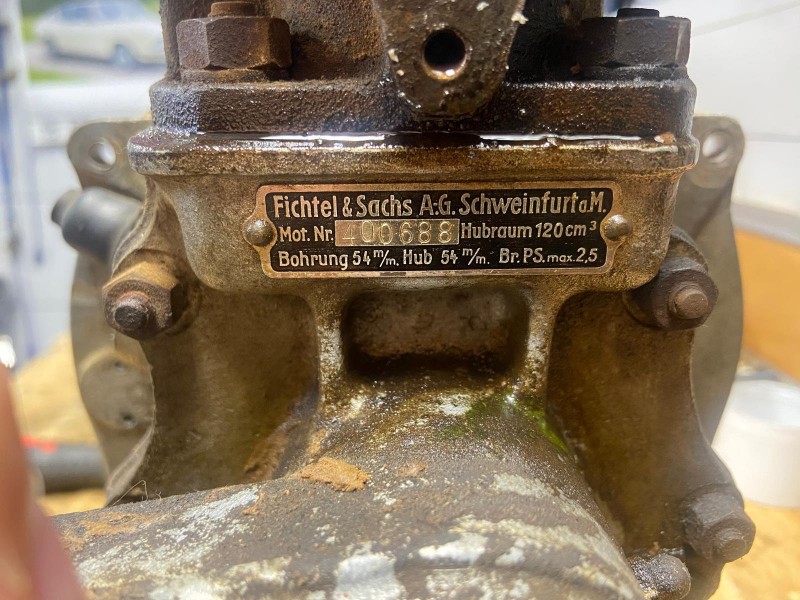 Fichtel & Sachs A.-G. Schweinfurt a.M.
Mot. Nr. 400688 Hubraum 120 cm³
Bohrung 54 m/m. Hub 54 m/m. Br. PS. max. 2,5